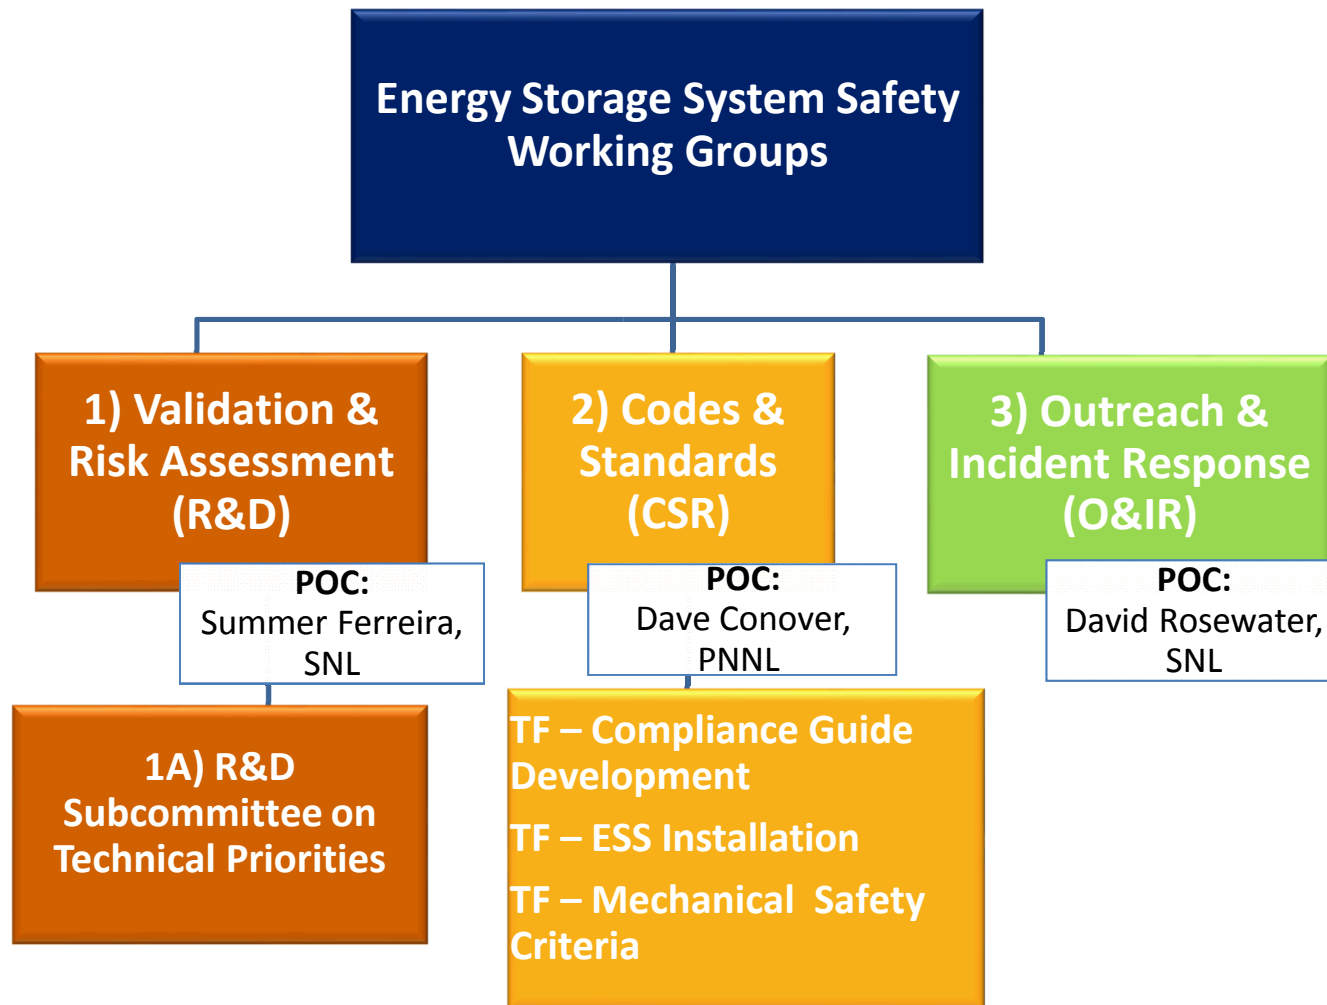 Energy Storage System Safety
Working Groups
1) Validation &
Risk Assessment
(R&D)
POC:
Summer Ferreira,
SNL
2) Codes &
Standards
(CSR)
POC:
Dave Conover,
PNNL
3) Outreach &
Incident Response
(O&IR)
POC:
David Rosewater,
SNL
1A) R&D
Subcommittee on
Technical Priorities
TF – Compliance Guide
Development
TF – ESS Installation
TF – Mechanical  Safety
Criteria